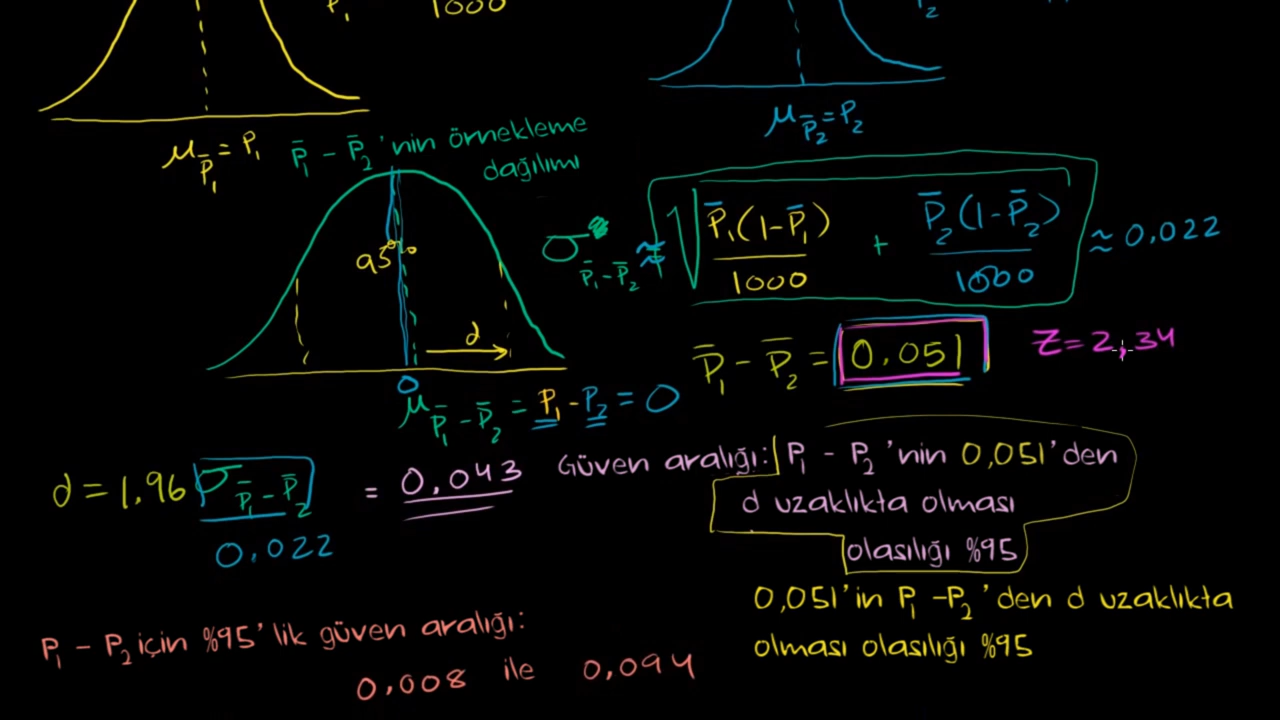 P̄₁ 1000
P̄₂
μ_P̄₁ = P₁
μ_P̄₂ = P₂
P̄₁ - P̄₂'nin örnekleme
dağılımı
95%
d
0
σ_P̄₁-P̄₂ ≈ √( P̄₁(1-P̄₁)/1000 + P̄₂(1-P̄₂)/1000 ) ≈ 0.022
P̄₁ - P̄₂ = 0.051
Z = 2,34
μ_P̄₁-P̄₂ = P₁ - P₂ = 0
d = 1.96 σ_P̄₁-P̄₂ = 0.043
0.022
Güven aralığı: P₁ - P₂'nin 0,051'den
d uzaklıkta olması
olasılığı %95
0,051'in P₁ - P₂'den d uzaklıkta
olması olasılığı %95
P₁ - P₂ için %95'lik güven aralığı:
0.008 ile 0,094